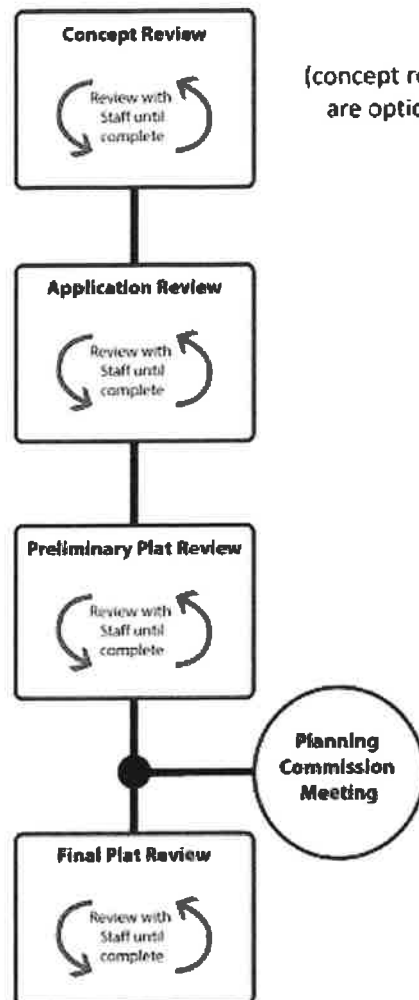 Concept Review
(concept re
are optio
Review with
Staff until
complete
Application Review
Review with
Staff until
complete
Preliminary Plat Review
Review with
Staff until
complete
Planning
Commission
Meeting
Final Plat Review
Review with
Staff until
complete